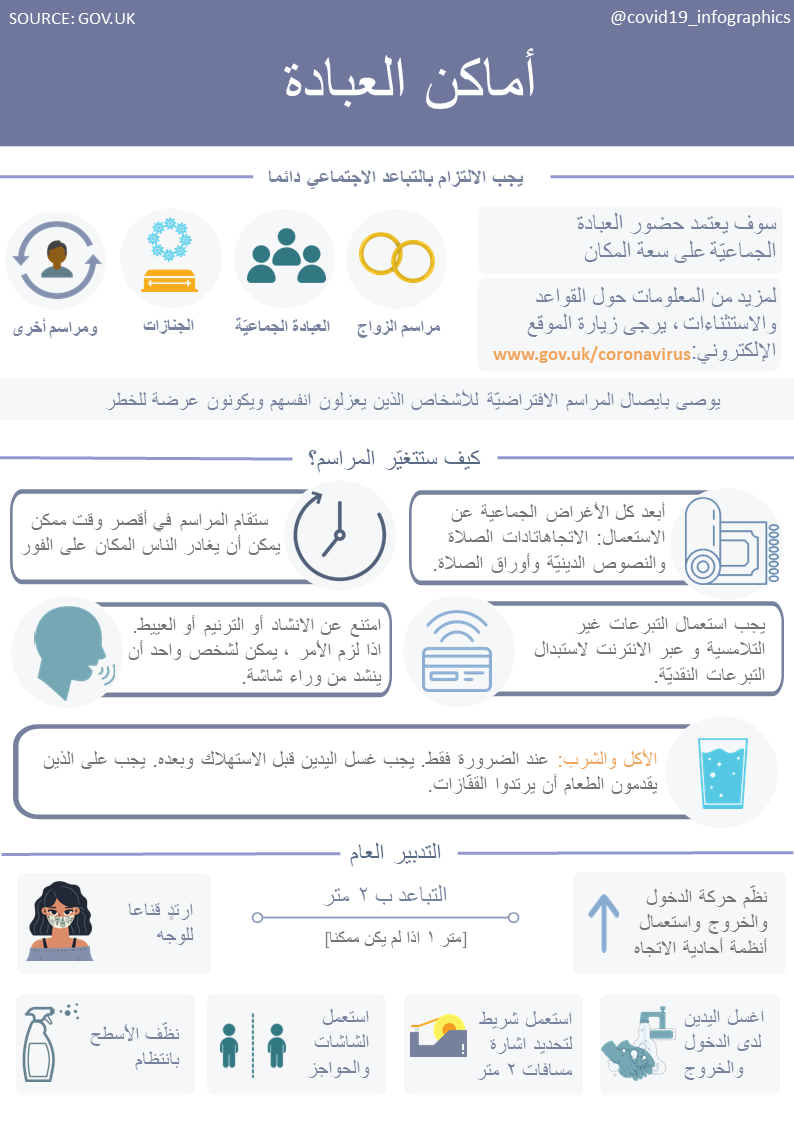 SOURCE: GOV.UK
@covid19_infographics
أماكن العبادة
يجب الالتزام بالتباعد الاجتماعي دائما
سوف يعتمد حضور العبادة
الجماعيّة على سعة المكان
لمزيد من المعلومات حول القواعد
والاستثناءات ، يرجى زيارة الموقع
الإلكتروني:www.gov.uk/coronavirus
مراسم الزواج
العبادة الجماعيّة
الجنازات
ومراسم أخرى
يوصى بايصال المراسم الافتراضيّة للأشخاص الذين يعزلون انفسهم ويكونون عرضة للخطر
كيف ستتغيّر المراسم؟
أبعد كل الأغراض الجماعية عن
الاستعمال: الاتجاهاتادات الصلاة
والنصوص الدينيّة وأوراق الصلاة.
ستقام المراسم في أقصر وقت ممكن
يمكن أن يغادر الناس المكان على الفور
يجب استعمال التبرعات غير
التلامسية و عبر الانترنت لاستبدال
التبرعات النقديّة.
امتنع عن الانشاد أو الترنيم أو العييط.
اذا لزم الأمر ، يمكن لشخص واحد أن
ينشد من وراء شاشة.
الأكل والشرب: عند الضرورة فقط. يجب غسل اليدين قبل الاستهلاك وبعده. يجب على الذين
يقدمون الطعام أن يرتدوا القفّازات.
التدبير العام
نظّم حركة الدخول
والخروج واستعمال
أنظمة أحادية الاتجاه
التباعد ب ٢ متر
[متر ١ اذا لم يكن ممكنا]
ارتدٍ قناعا
للوجه
اغسل اليدين
لدى الدخول
والخروج
استعمل شريط
لتحديد اشارة
مسافات ٢ متر
استعمل
الشاشات
والحواجز
نظّف الأسطح
بانتظام